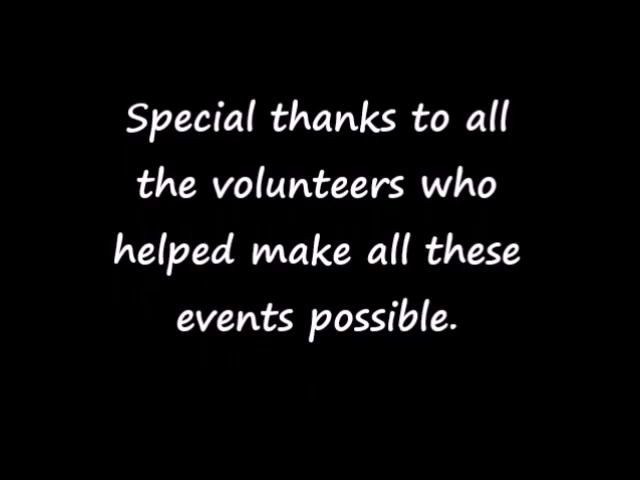 Special thanks to all
the volunteers who
helped make all these
events possible.